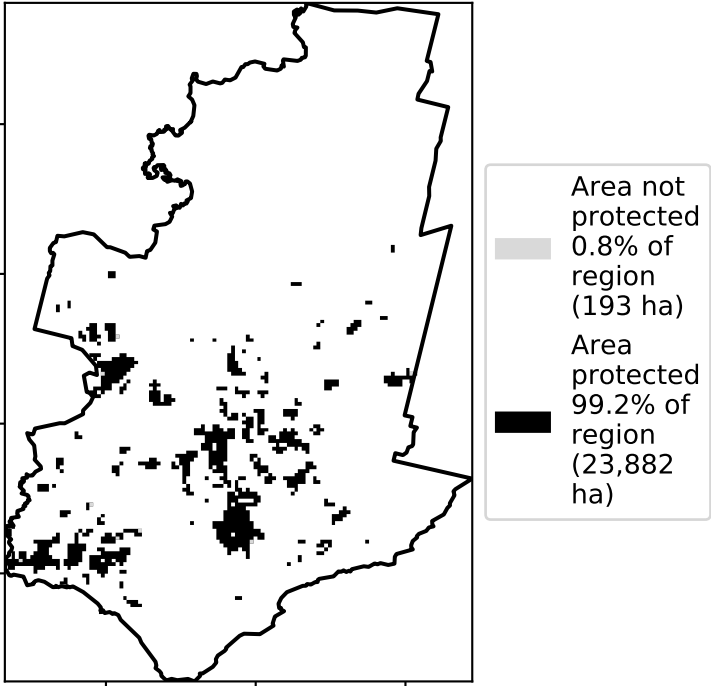 Area not
protected
0.8% of
region
(193 ha)
Area
protected
99.2% of
region
(23,882
ha)